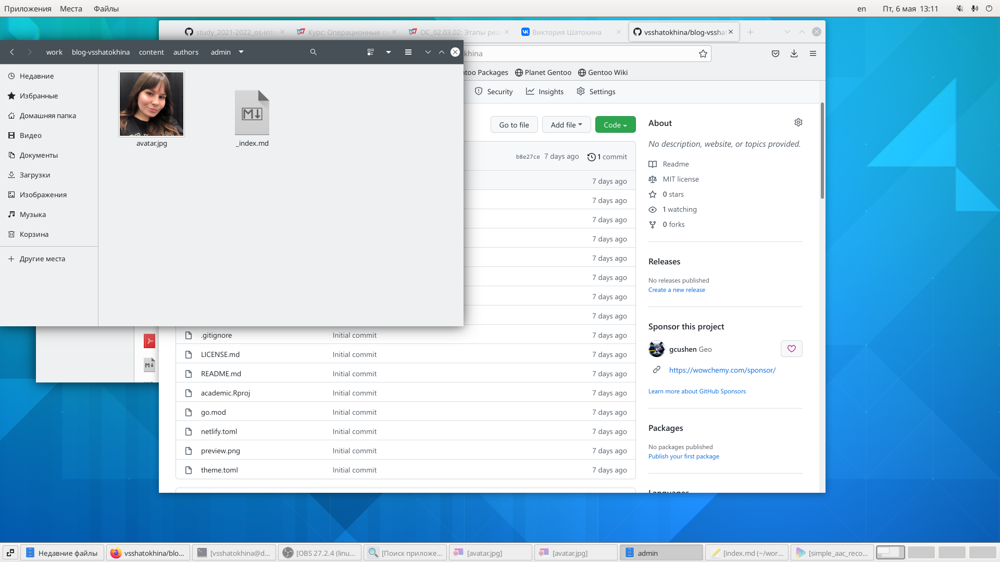 Приложения Места Файлы en Пт, 6 мая 13:11
study_2021-2022_os-intr Курс: Операционные си ОС_02.03.02: Этапы реа Виктория Шатохина vsshatokhina/blog-vsshat
work blog-vsshatokhina content authors admin
khina
too Packages Planet Gentoo Gentoo Wiki
Недавние
Избранные
Домашняя папка
Видео
Документы
Загрузки
Изображения
Музыка
Корзина
Другие места
avatar.jpg _index.md
Security Insights Settings
Go to file Add file Code
b8e27ce 7 days ago 1 commit
7 days ago
7 days ago
7 days ago
7 days ago
7 days ago
7 days ago
7 days ago
7 days ago
.gitignore Initial commit 7 days ago
LICENSE.md Initial commit 7 days ago
README.md Initial commit 7 days ago
academic.Rproj Initial commit 7 days ago
go.mod Initial commit 7 days ago
netlify.toml Initial commit 7 days ago
preview.png Initial commit 7 days ago
theme.toml Initial commit 7 days ago
About
No description, website, or topics provided.
Readme
MIT license
0 stars
1 watching
0 forks
Releases
No releases published
Create a new release
Sponsor this project
gcushen Geo
https://wowchemy.com/sponsor/
Learn more about GitHub Sponsors
Packages
No packages published
Publish your first package
Languages
Недавние файлы vsshatokhina/blo... [vsshatokhina@d... [OBS 27.2.4 (linu... [Поиск приложе... [avatar.jpg] [avatar.jpg] admin [index.md (~/wor... [simple_aac_reco...